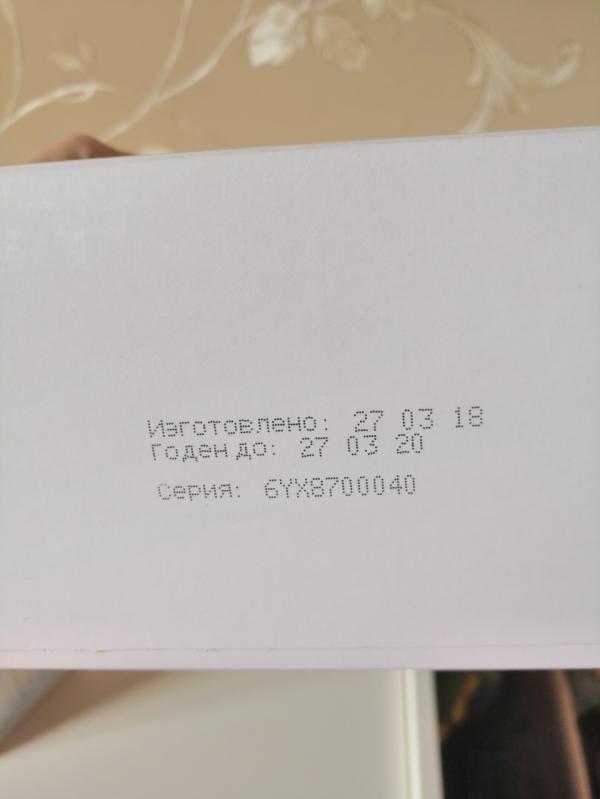 Изготовлено: 27 03 18
Годен до: 27 03 20
Серия: 6YX8700040